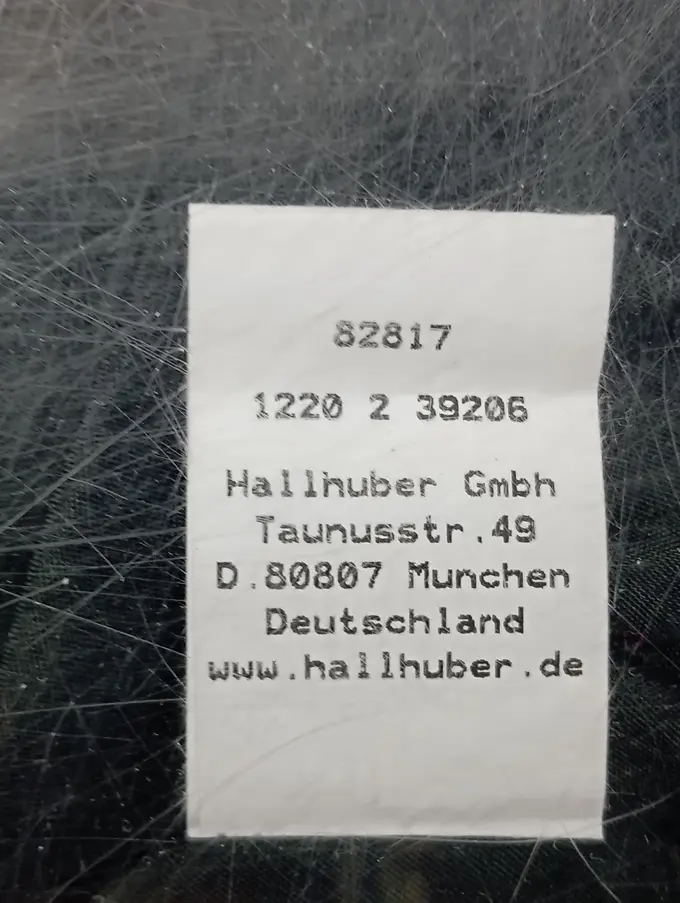 82817
1220 2 39206
Hallhuber Gmbh
Taunusstr.49
D.80807 Munchen
Deutschland
www.hallhuber.de